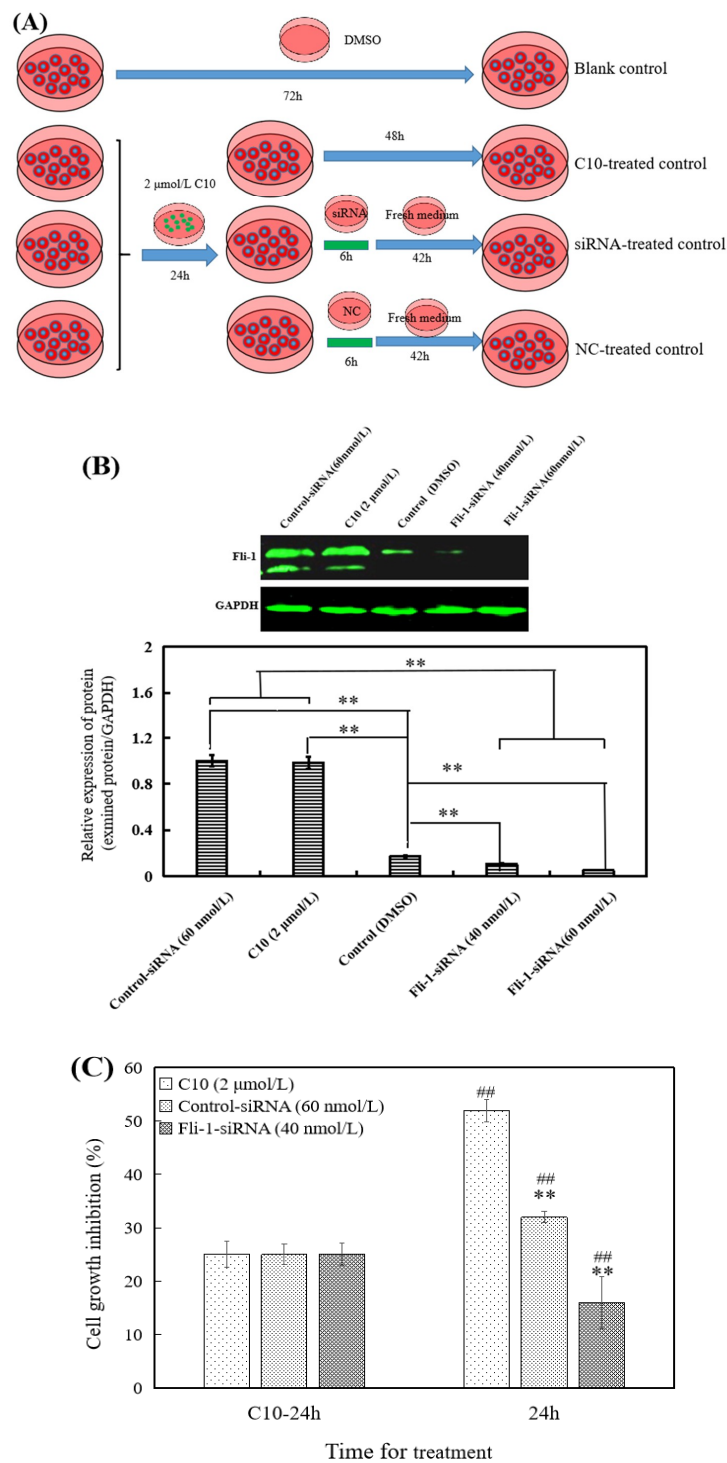 (A)
DMSO
72h
Blank control
48h
C10-treated control
2 μmol/L C10
24h
siRNA
Fresh medium
6h
42h
siRNA-treated control
NC
Fresh medium
6h
42h
NC-treated control
(B)
Control-siRNA(60nmol/L)
C10 (2 μmol/L)
Control (DMSO)
Fli-1-siRNA (40nmol/L)
Fli-1-siRNA(60nmol/L)
Fli-1
GAPDH
Relative expression of protein
(exmined protein/GAPDH)
2
1.6
1.2
0.8
0.4
0
**
**
**
**
**
Control-siRNA (60 nmol/L)
C10 (2 μmol/L)
Control (DMSO)
Fli-1-siRNA (40 nmol/L)
Fli-1-siRNA(60 nmol/L)
(C)
Cell growth inhibition (%)
60
50
40
30
20
10
0
C10 (2 μmol/L)
Control-siRNA (60 nmol/L)
Fli-1-siRNA (40 nmol/L)
##
##
**
##
**
C10-24h
24h
Time for treatment